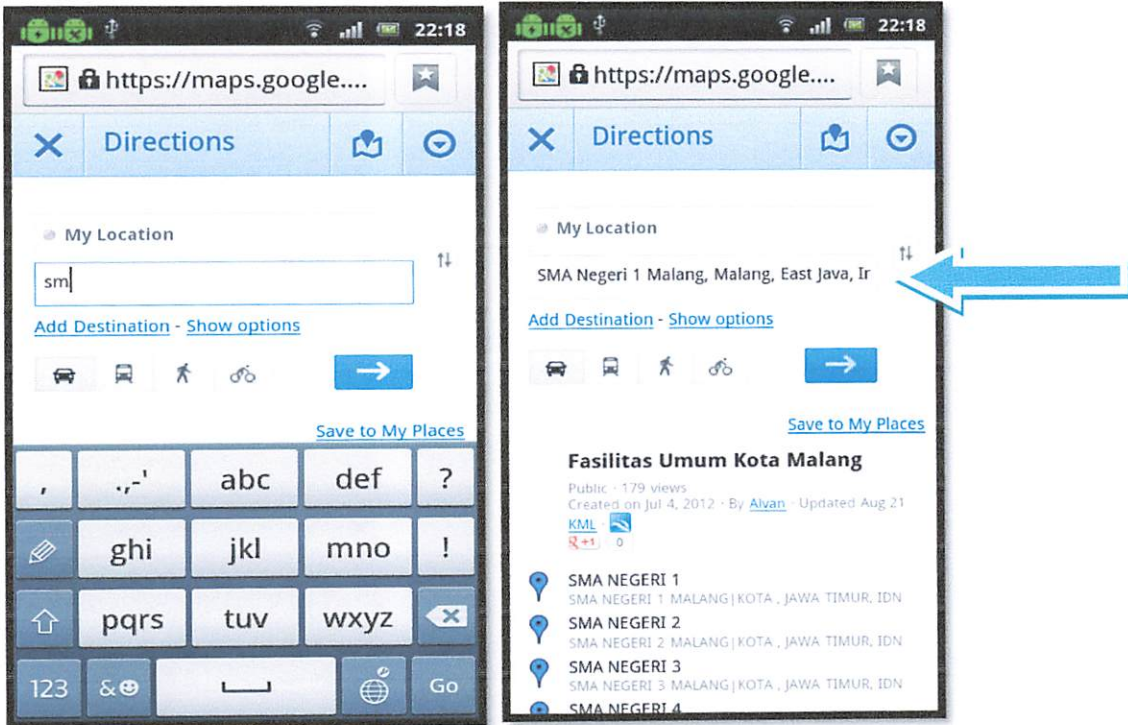 22:18
https://maps.google....
Directions
My Location
sm
Add Destination - Show options
Save to My Places
, .,-' abc def ?
ghi jkl mno !
pqrs tuv wxyz
123 &☻ Go
22:18
https://maps.google....
Directions
My Location
SMA Negeri 1 Malang, Malang, East Java, Ir
Add Destination - Show options
Save to My Places
Fasilitas Umum Kota Malang
Public · 179 views
Created on Jul 4, 2012 · By Alvan · Updated Aug 21
KML ·
+1 0
SMA NEGERI 1
SMA NEGERI 1 MALANG|KOTA , JAWA TIMUR, IDN
SMA NEGERI 2
SMA NEGERI 2 MALANG|KOTA , JAWA TIMUR, IDN
SMA NEGERI 3
SMA NEGERI 3 MALANG|KOTA , JAWA TIMUR, IDN
SMA NEGERI 4